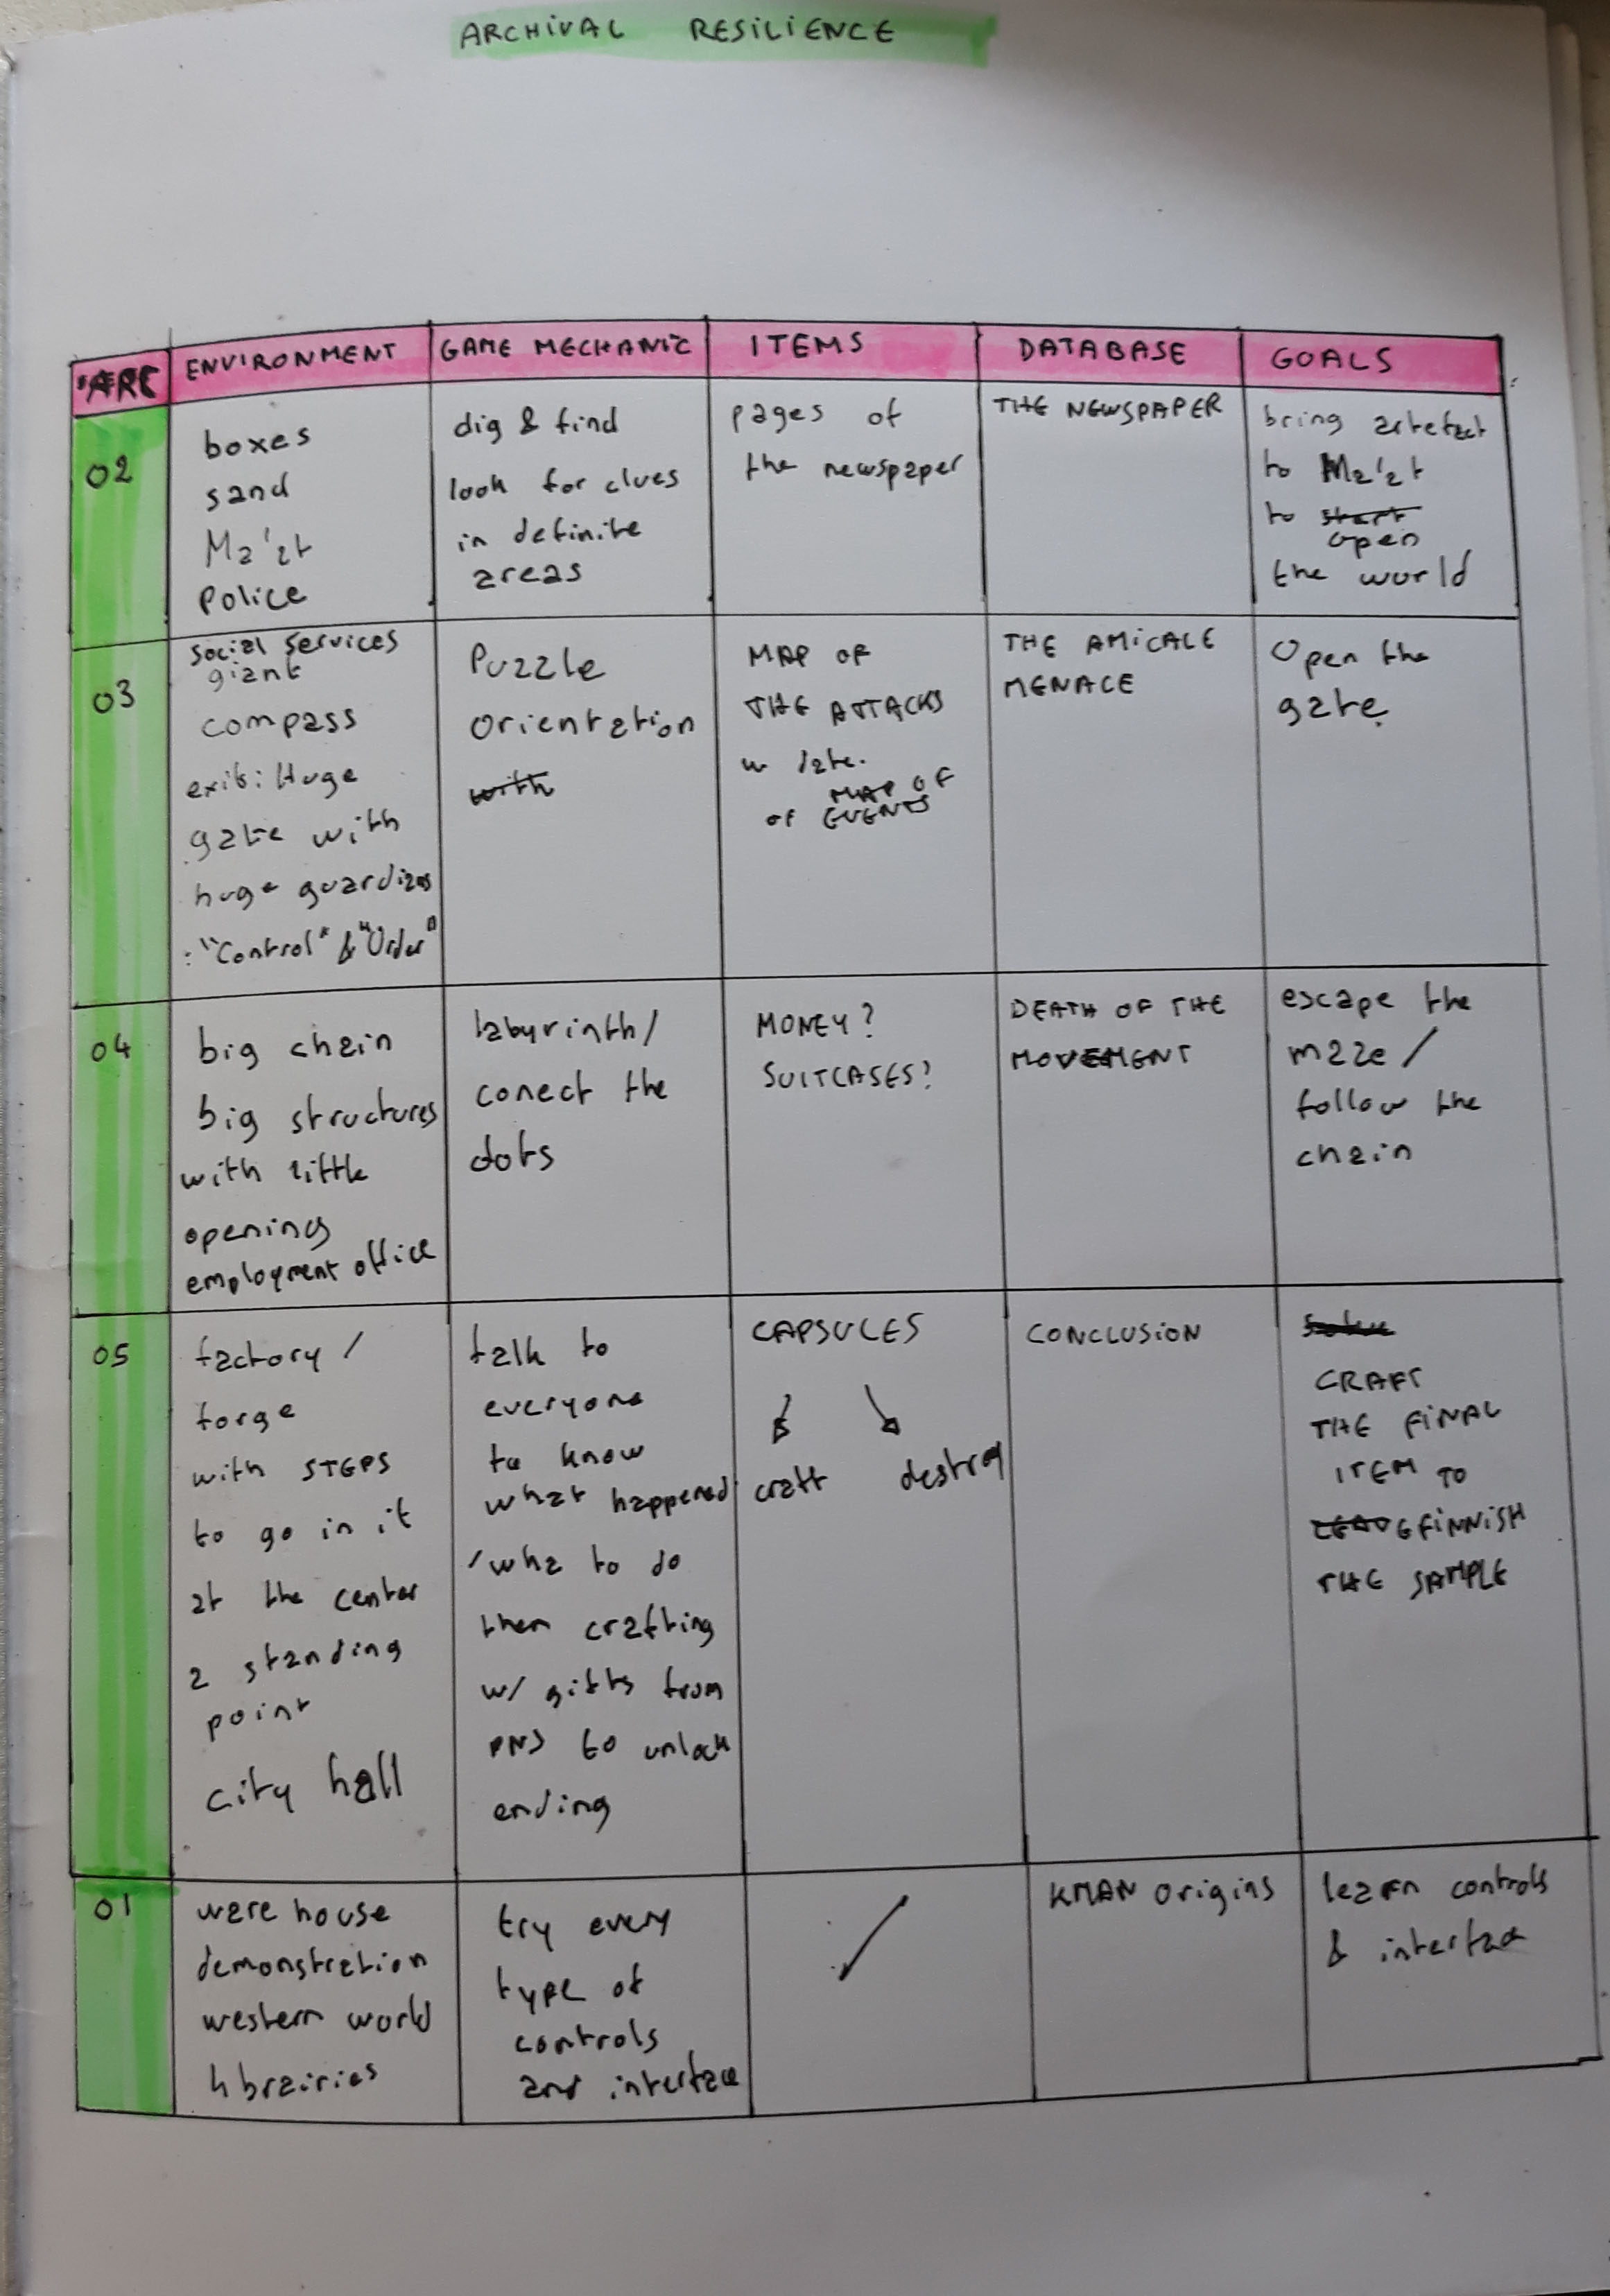 ARCHIVAL RESILIENCE
ARC
ENVIRONMENT
GAME MECHANIC
ITEMS
DATABASE
GOALS
02
boxes
sand
Ma'at
Police
dig & find
look for clues
in definite
areas
pages of
the newspaper
THE NEWSPAPER
bring artefact
to Ma'at
to start
open
the world
03
social services
giant
compass
exit: Huge
gate with
huge guardians
: "Control" & "Order"
Puzzle
orientation
with
MAP OF
THE ATTACKS
w date.
MAP OF
OF EVENTS
THE AMICALE
MENACE
Open the
gate.
04
big chain
big structures
with little
openings
employment office
labyrinth/
conect the
dots
MONEY?
SUITCASES?
DEATH OF THE
MOVEMENT
escape the
maze /
follow the
chain
05
factory /
forge
with STEPS
to go in it
at the center
a standing
point
city hall
talk to
everyone
to know
what happened
/wha to do
then crafting
w/ gifts from
PNJ to unlock
ending
CAPSULES
craft destroy
CONCLUSION
CRAFT
THE FINAL
ITEM TO
FINNISH
THE SAMPLE
01
ware house
demonstration
western world
librairies
try every
type of
controls
and interface
KMAN origins
learn controls
& interface